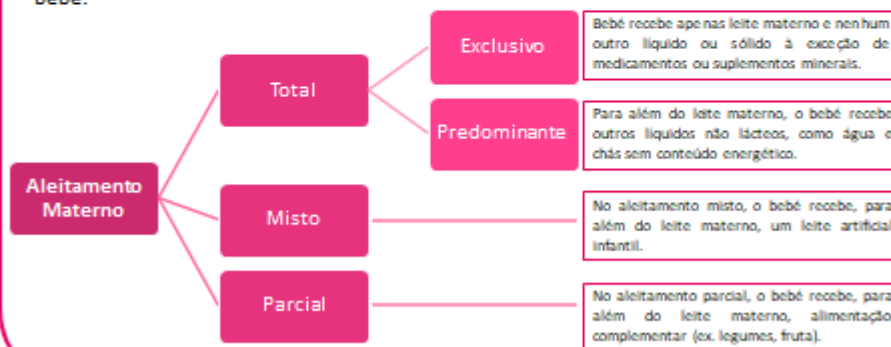 bebé.
Exclusivo
Bebé recebe apenas leite materno e nenhum
outro líquido ou sólido à exceção de
medicamentos ou suplementos minerais.
Total
Predominante
Para além do leite materno, o bebé recebe
outros líquidos não lácteos, como água e
chás sem conteúdo energético.
Aleitamento
Materno
Misto
No aleitamento misto, o bebé recebe, para
além do leite materno, um leite artificial
infantil.
Parcial
No aleitamento parcial, o bebé recebe, para
além do leite materno, alimentação
complementar (ex. legumes, fruta).